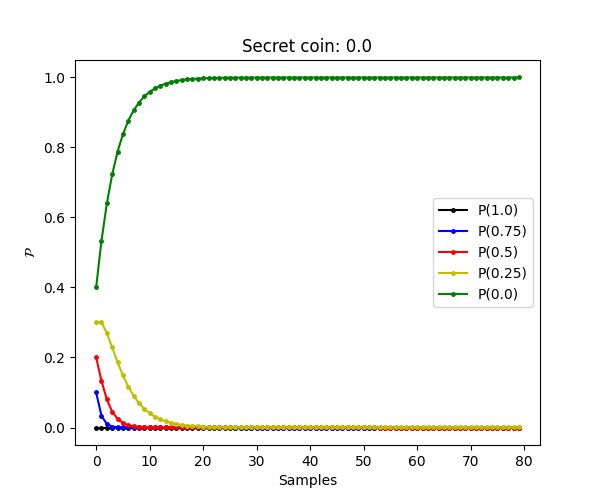 Secret coin: 0.0
1.0
0.8
0.6
0.4
0.2
0.0
𝒫
P(1.0)
P(0.75)
P(0.5)
P(0.25)
P(0.0)
0 10 20 30 40 50 60 70 80
Samples